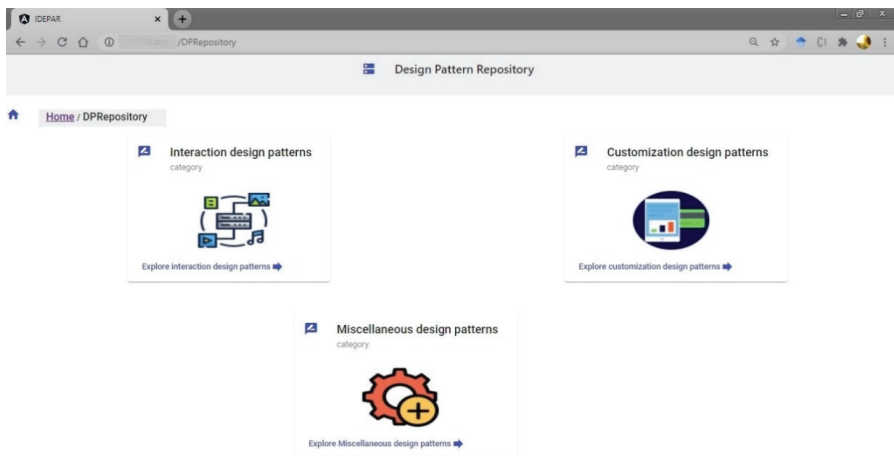 IDEPAR
/DPRepository
Design Pattern Repository
Home / DPRepository
Interaction design patterns
category
Explore interaction design patterns
Customization design patterns
category
Explore customization design patterns
Miscellaneous design patterns
category
Explore Miscellaneous design patterns